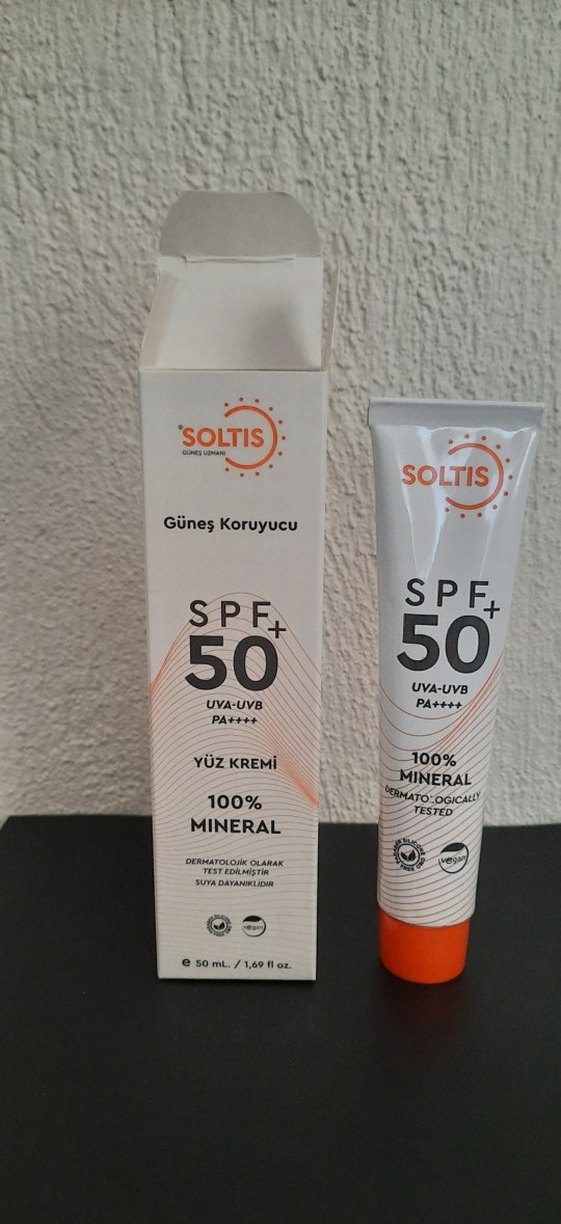 SOLTIS
GÜNEŞ UZMANI
Güneş Koruyucu
SPF
50+
UVA-UVB
PA++++
YÜZ KREMİ
100%
MINERAL
DERMATOLOJİK OLARAK
TEST EDİLMİŞTİR
SUYA DAYANIKLIDIR
vegan
e 50 mL. / 1,69 fl oz.
SOLTIS
SPF
50+
UVA-UVB
PA++++
100%
MINERAL
DERMATOLOGICALLY
TESTED
vegan